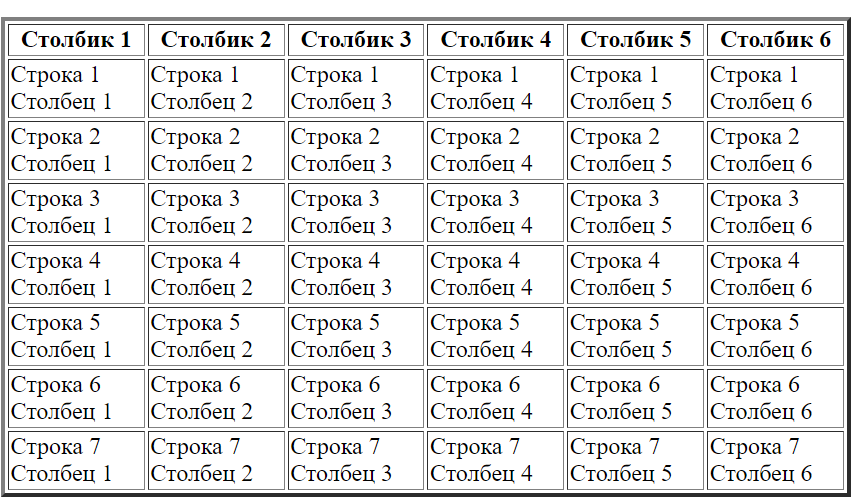 Столбик 1 Столбик 2 Столбик 3 Столбик 4 Столбик 5 Столбик 6
Строка 1 Строка 1 Строка 1 Строка 1 Строка 1 Строка 1
Столбец 1 Столбец 2 Столбец 3 Столбец 4 Столбец 5 Столбец 6
Строка 2 Строка 2 Строка 2 Строка 2 Строка 2 Строка 2
Столбец 1 Столбец 2 Столбец 3 Столбец 4 Столбец 5 Столбец 6
Строка 3 Строка 3 Строка 3 Строка 3 Строка 3 Строка 3
Столбец 1 Столбец 2 Столбец 3 Столбец 4 Столбец 5 Столбец 6
Строка 4 Строка 4 Строка 4 Строка 4 Строка 4 Строка 4
Столбец 1 Столбец 2 Столбец 3 Столбец 4 Столбец 5 Столбец 6
Строка 5 Строка 5 Строка 5 Строка 5 Строка 5 Строка 5
Столбец 1 Столбец 2 Столбец 3 Столбец 4 Столбец 5 Столбец 6
Строка 6 Строка 6 Строка 6 Строка 6 Строка 6 Строка 6
Столбец 1 Столбец 2 Столбец 3 Столбец 4 Столбец 5 Столбец 6
Строка 7 Строка 7 Строка 7 Строка 7 Строка 7 Строка 7
Столбец 1 Столбец 2 Столбец 3 Столбец 4 Столбец 5 Столбец 6